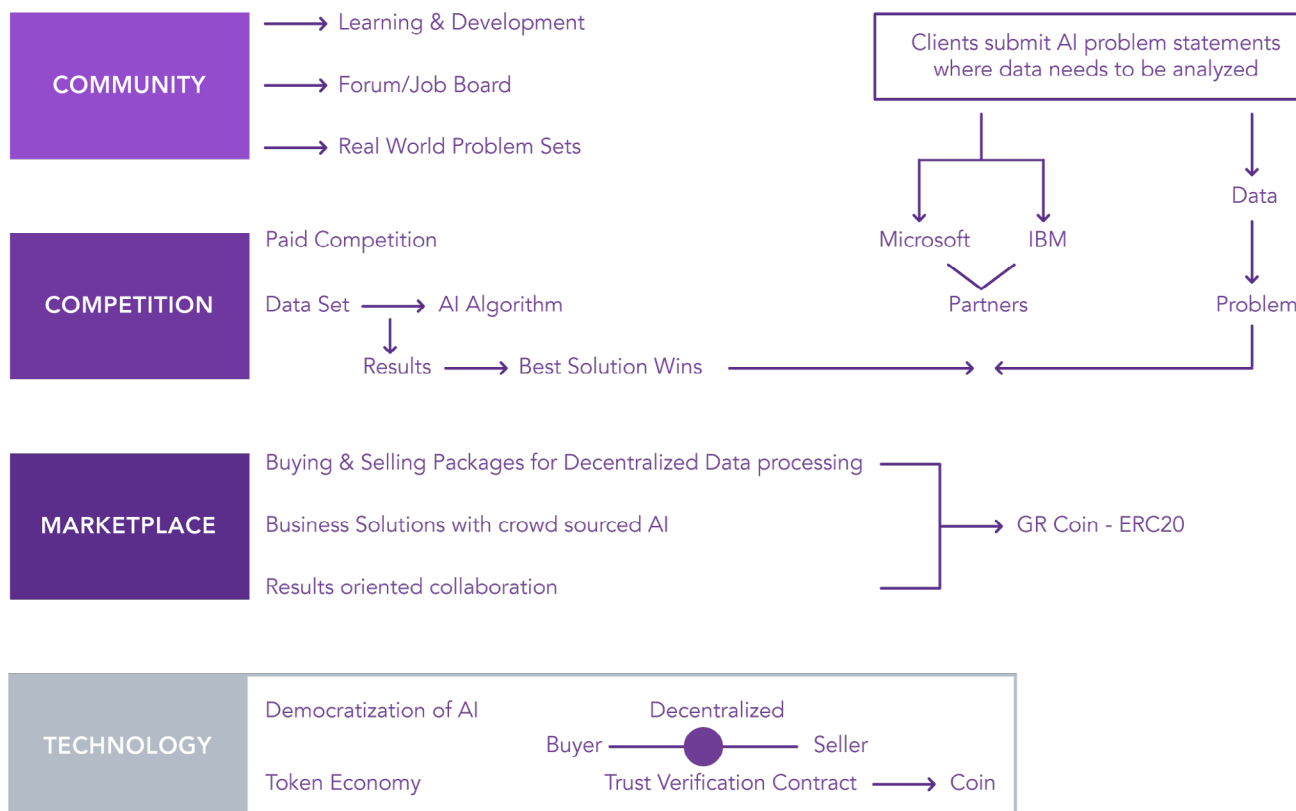 COMMUNITY
Learning & Development
Forum/Job Board
Real World Problem Sets
Clients submit AI problem statements
where data needs to be analyzed
Microsoft
IBM
Partners
Data
Problem
COMPETITION
Paid Competition
Data Set
AI Algorithm
Results
Best Solution Wins
MARKETPLACE
Buying & Selling Packages for Decentralized Data processing
Business Solutions with crowd sourced AI
Results oriented collaboration
GR Coin - ERC20
TECHNOLOGY
Democratization of AI
Token Economy
Decentralized
Buyer
Seller
Trust Verification Contract
Coin